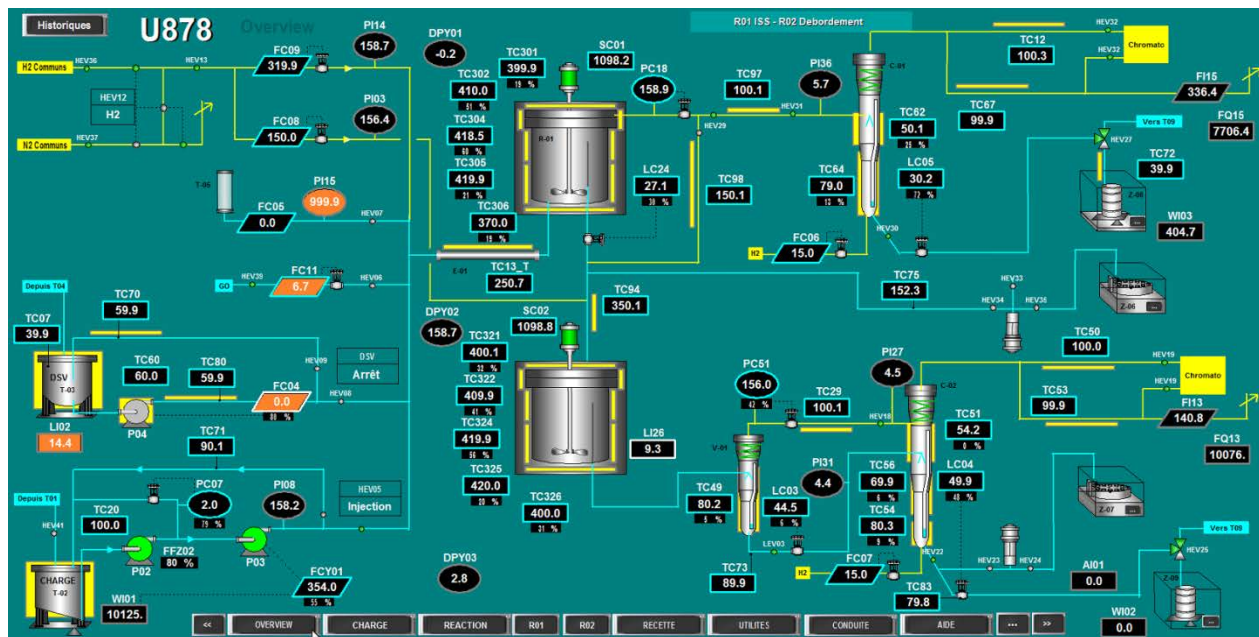 Historiques
U878
Overview
R01 ISS - R02 Debordement
HEV36
HEV13
H2 Communs
HEV12
H2
HEV37
N2 Communs
FC09
319.9
PI14
158.7
FC08
150.0
PI03
156.4
T-05
FC05
0.0
PI15
999.9
HEV07
DPY01
-0.2
TC301
399.9
19 %
TC302
410.0
51 %
TC304
418.5
60 %
TC305
419.9
21 %
TC306
370.0
15 %
SC01
1098.2
R-01
PC18
158.9
LC24
27.1
30 %
HEV29
TC97
100.1
HEV31
TC98
150.1
PI36
5.7
C-01
TC62
50.1
25 %
TC64
79.0
13 %
LC05
30.2
72 %
HEV30
FC06
15.0
H2
TC12
100.3
HEV32
HEV32
Chromato
FI15
336.4
FQ15
7706.4
TC67
99.9
Vers T09
HEV27
TC72
39.9
Z-08
WI03
404.7
E-01
TC13_T
250.7
HEV39
GO
FC11
6.7
HEV06
TC94
350.1
TC75
152.3
HEV33
HEV34
HEV35
Z-06
Depuis T04
TC70
59.9
TC07
39.9
DSV
T-03
TC60
60.0
TC80
59.9
P04
FC04
0.0
80 %
HEV09
HEV08
DSV
Arrêt
LI02
14.4
DPY02
158.7
SC02
1098.8
TC321
400.1
32 %
TC322
409.9
41 %
TC324
419.9
56 %
TC325
420.0
20 %
TC326
400.0
31 %
LI26
9.3
PC51
156.0
42 %
TC29
100.1
PI27
4.5
HEV18
C-02
V-01
TC49
80.2
5 %
LC03
44.5
6 %
PI31
4.4
LEV03
TC73
89.9
TC51
54.2
0 %
TC56
69.9
6 %
TC54
80.3
9 %
LC04
49.9
48 %
HEV22
H2
FC07
15.0
TC83
79.8
TC50
100.0
HEV19
HEV19
Chromato
TC53
99.9
FI13
140.8
FQ13
10076.
HEV23
HEV24
Z-07
Vers T09
HEV25
Z-09
AI01
0.0
WI02
0.0
TC71
90.1
Depuis T01
HEV41
TC20
100.0
PC07
2.0
79 %
PI08
158.2
HEV05
Injection
P02
FFZ02
80 %
P03
FCY01
354.0
55 %
CHARGE
T-02
WI01
10125.
DPY03
2.8
<<
OVERVIEW
CHARGE
REACTION
R01
R02
RECETTE
UTILITES
CONDUITE
AIDE
...
>>